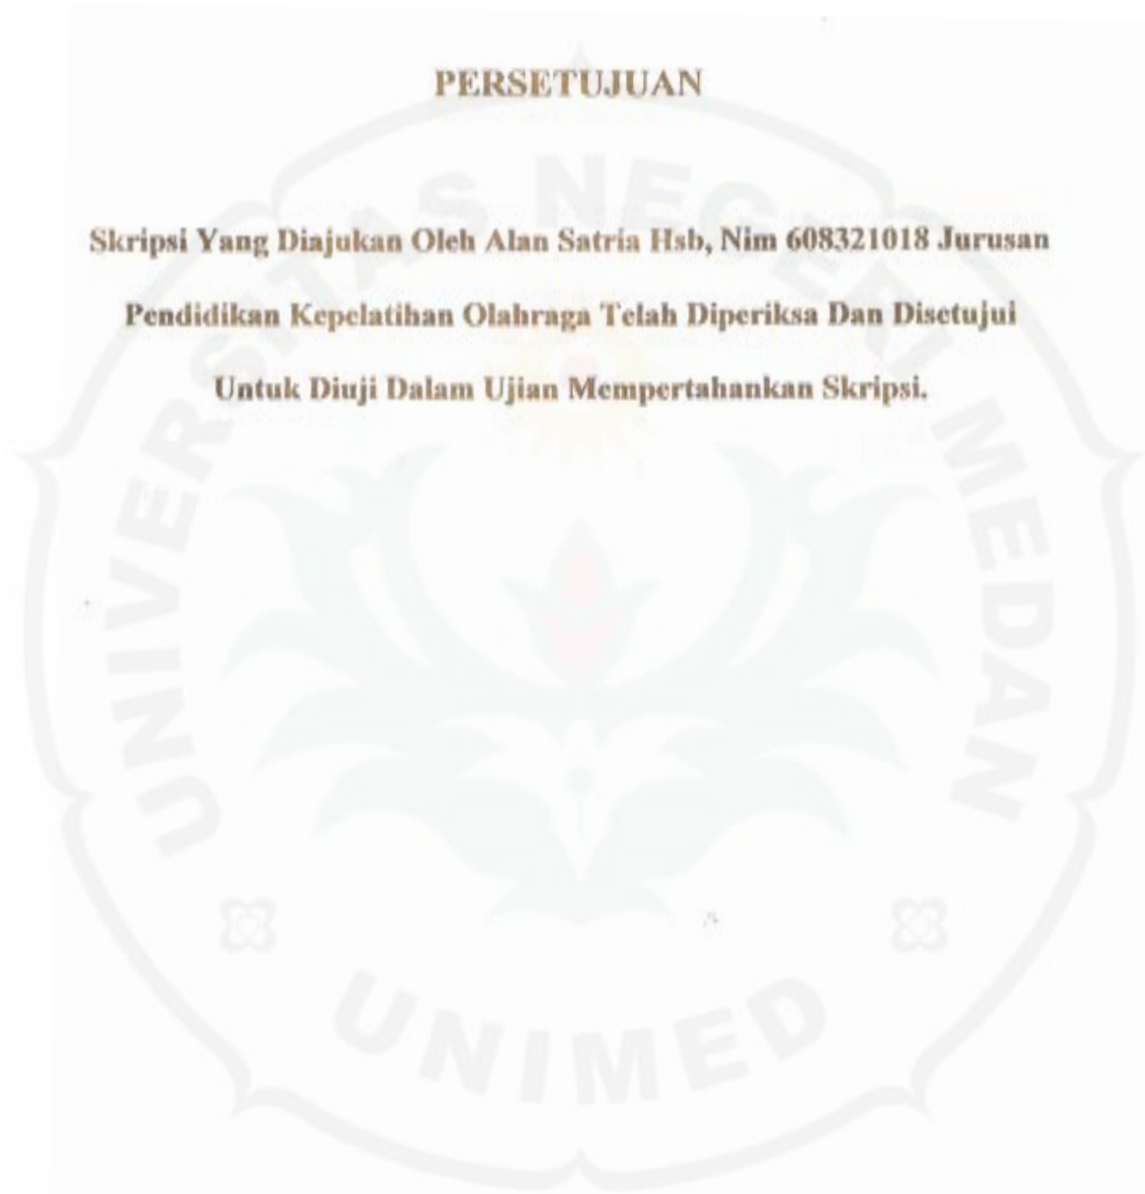 PERSETUJUAN
Skripsi Yang Diajukan Oleh Alan Satria Hsb, Nim 608321018 Jurusan
Pendidikan Kepelatihan Olahraga Telah Diperiksa Dan Disetujui
Untuk Diuji Dalam Ujian Mempertahankan Skripsi.
UNIVERSITAS NEGERI MEDAN
UNIMED